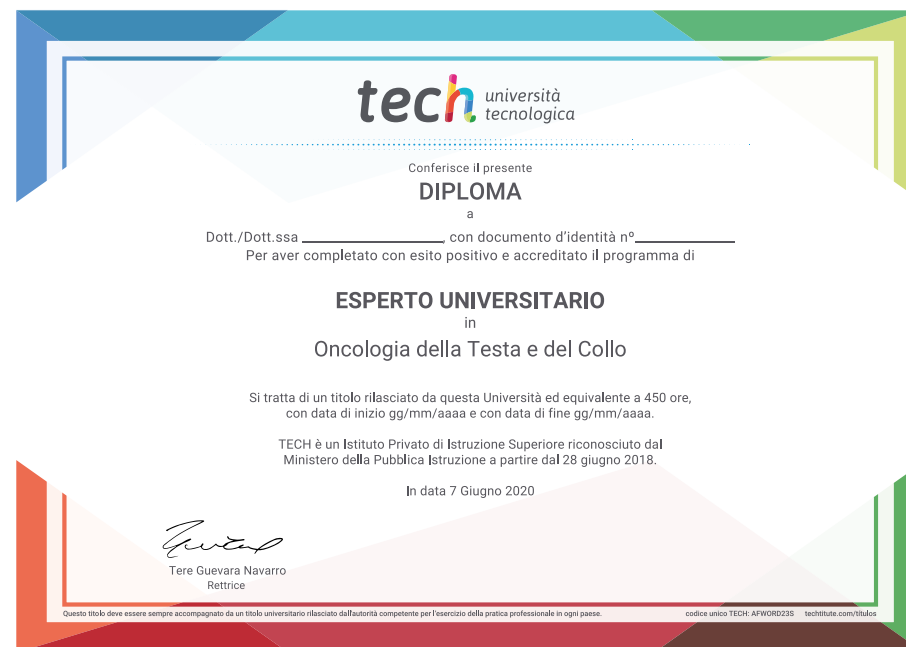 tech università
tecnologica
Conferisce il presente
DIPLOMA
a
Dott./Dott.ssa ____________________, con documento d'identità nº______________
Per aver completato con esito positivo e accreditato il programma di
ESPERTO UNIVERSITARIO
in
Oncologia della Testa e del Collo
Si tratta di un titolo rilasciato da questa Università ed equivalente a 450 ore,
con data di inizio gg/mm/aaaa e con data di fine gg/mm/aaaa.
TECH è un Istituto Privato di Istruzione Superiore riconosciuto dal
Ministero della Pubblica Istruzione a partire dal 28 giugno 2018.
In data 7 Giugno 2020
Tere Guevara Navarro
Rettrice
Questo titolo deve essere sempre accompagnato da un titolo universitario rilasciato dall'autorità competente per l'esercizio della pratica professionale in ogni paese. codice unico TECH: AFWORD23S techtitute.com/títulos